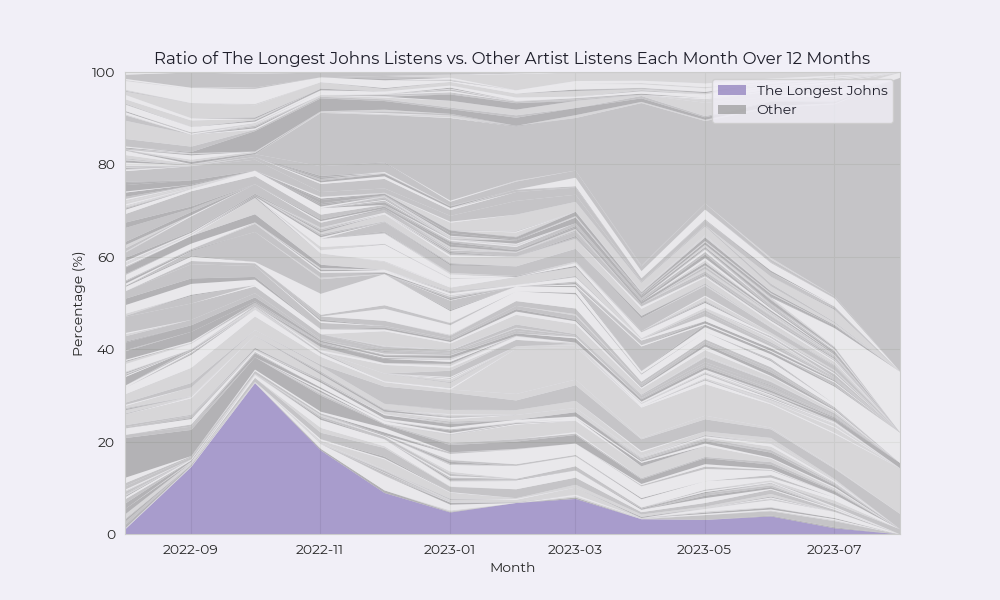 Ratio of The Longest Johns Listens vs. Other Artist Listens Each Month Over 12 Months
The Longest Johns
Other
Percentage (%)
100
80
60
40
20
0
2022-09 2022-11 2023-01 2023-03 2023-05 2023-07
Month